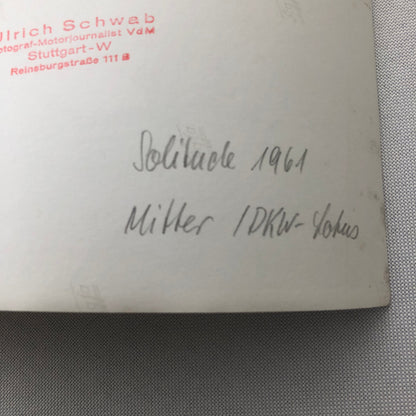 Ulrich Schwab
otograf-Motorjournalist VdM
Stuttgart-W
Reinsburgstraße 111 B
Solitude 1961
Mitter / DKW-Lotus